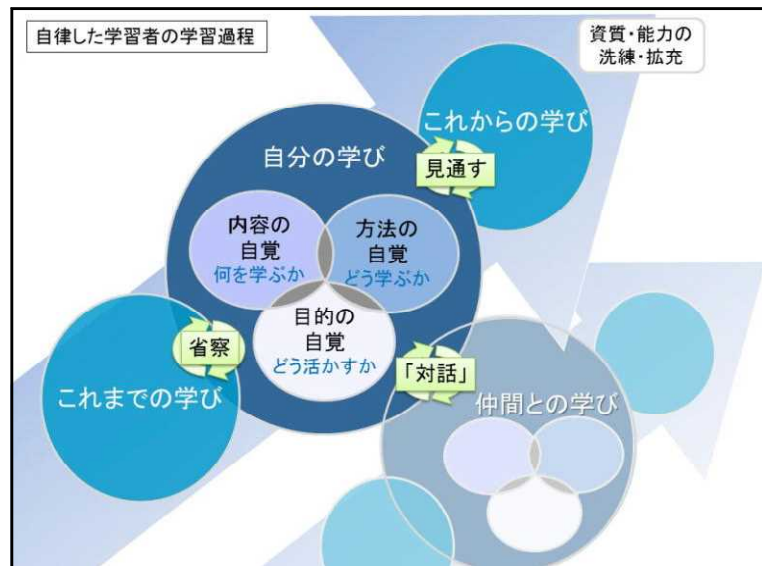 自律した学習者の学習過程
資質・能力の
洗練・拡充
これからの学び
自分の学び
見通す
内容の
自覚
何を学ぶか
方法の
自覚
どう学ぶか
目的の
自覚
どう活かすか
省察
これまでの学び
「対話」
仲間との学び